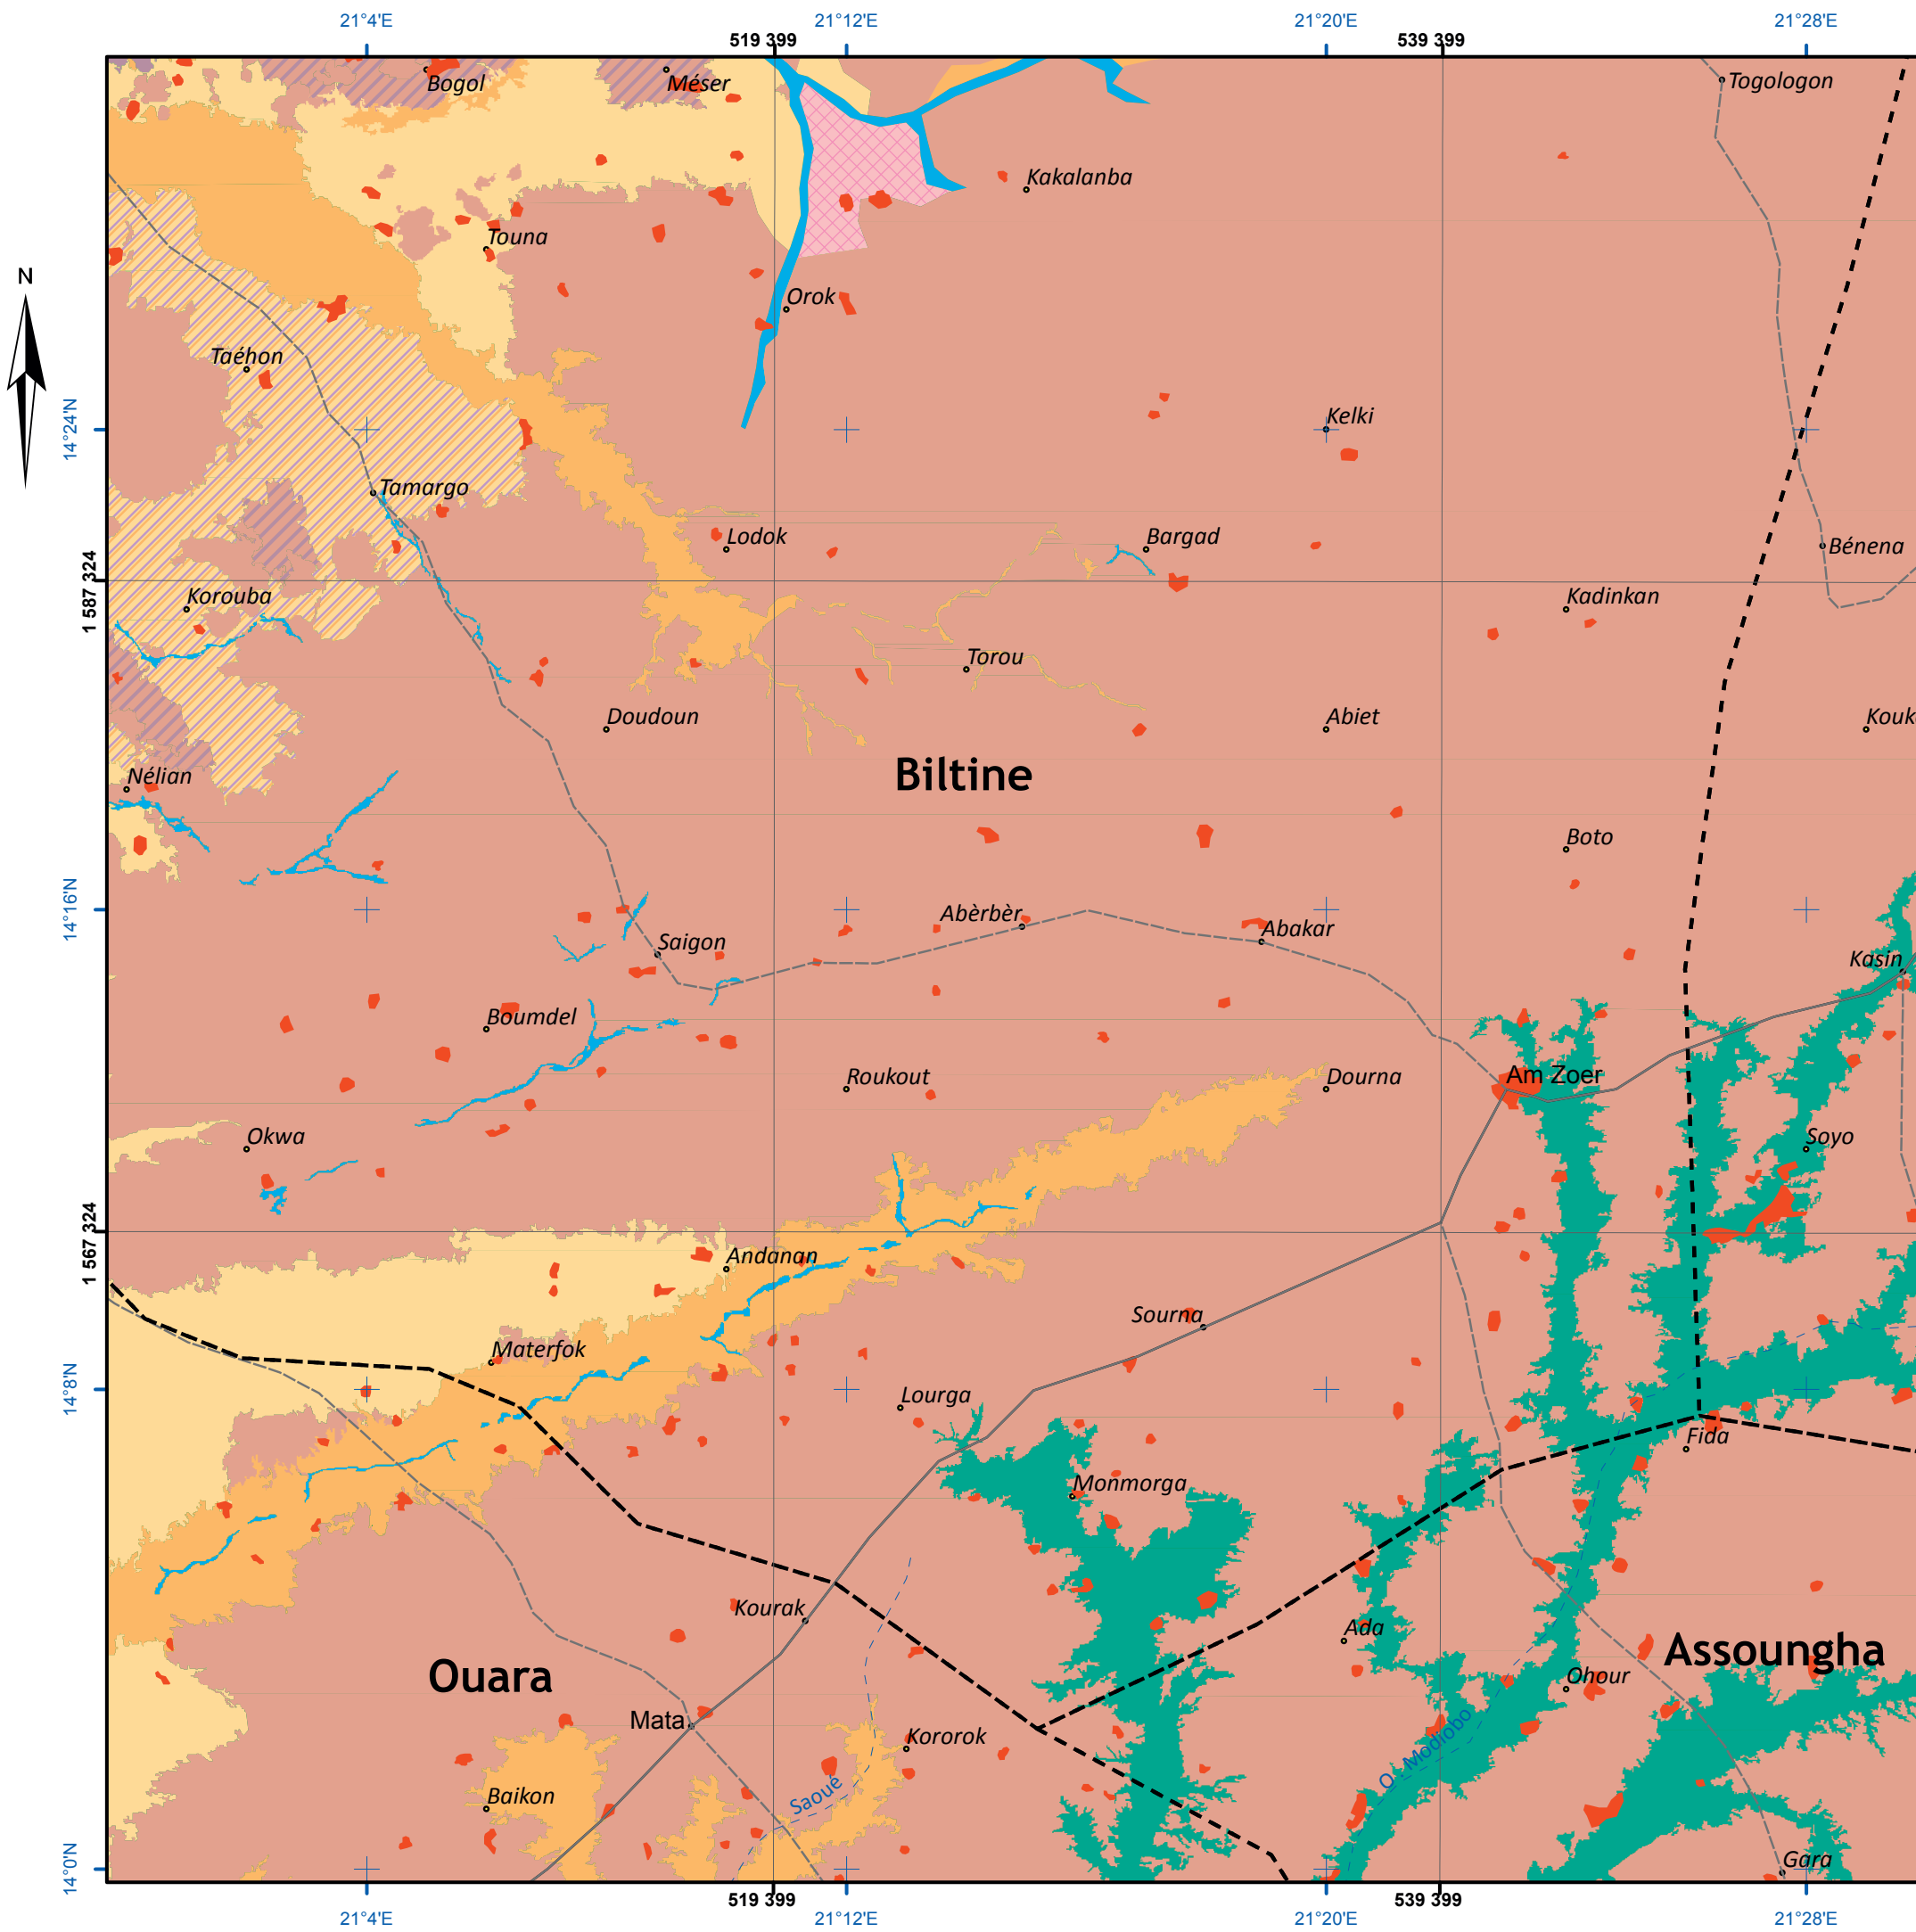 21°4'E 21°12'E 21°20'E 21°28'E
519 399 539 399
Bogol Méser Togologon
Kakalanba
Touna
N
Orok
Taéhon
14°24'N
Kelki
Tamargo
Lodok Bargad Bénena
1 587 324
Korouba Kadinkan
Torou
Doudoun Abiet Kouk
Biltine
Nélian
Boto
14°16'N
Abèrbèr Abakar
Saigon Kasin
Boumdel
Roukout Dourna Am Zoer
Okwa Soyo
1 567 324
Andanan
Sourna
Materfok
14°8'N
Lourga
Fida
Monmorga
Kourak Ada
Assoungha
Ouara Ohour
Mata
Kororok
O. Modiobo
Saoué
Baikon
14°0'N
Gara
519 399 539 399
21°4'E 21°12'E 21°20'E 21°28'E